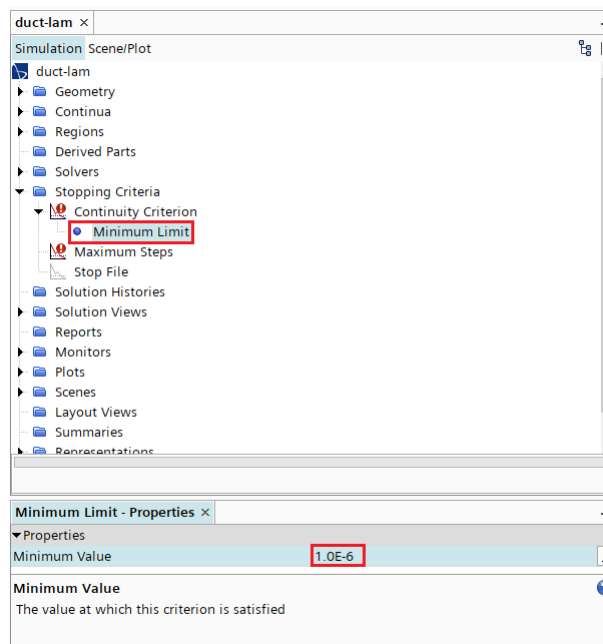 duct-lam ×
Simulation Scene/Plot
duct-lam
Geometry
Continua
Regions
Derived Parts
Solvers
Stopping Criteria
Continuity Criterion
Minimum Limit
Maximum Steps
Stop File
Solution Histories
Solution Views
Reports
Monitors
Plots
Scenes
Layout Views
Summaries
Representations
Minimum Limit - Properties ×
Properties
Minimum Value 1.0E-6
Minimum Value
The value at which this criterion is satisfied